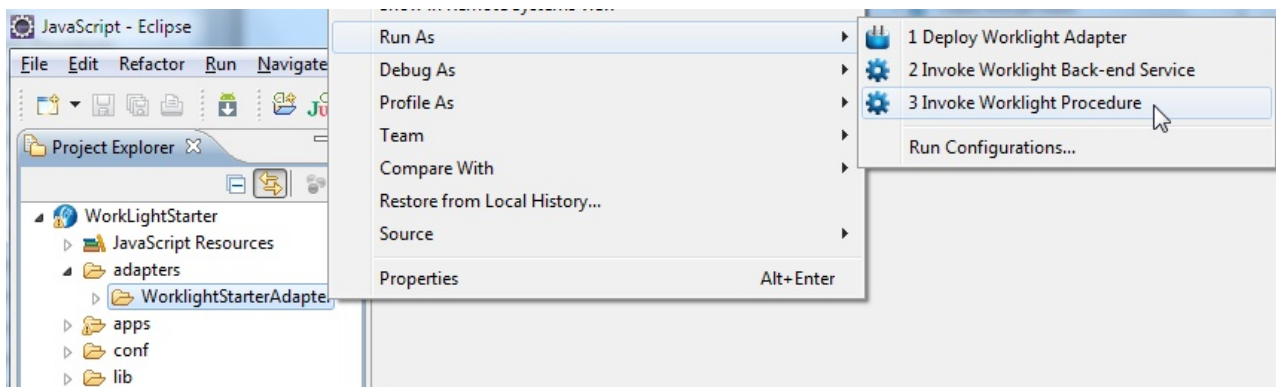 JavaScript - Eclipse
File Edit Refactor Run Navigate
Project Explorer
WorkLightStarter
JavaScript Resources
adapters
WorklightStarterAdapter
apps
conf
lib
Run As
Debug As
Profile As
Team
Compare With
Restore from Local History...
Source
Properties Alt+Enter
1 Deploy Worklight Adapter
2 Invoke Worklight Back-end Service
3 Invoke Worklight Procedure
Run Configurations...